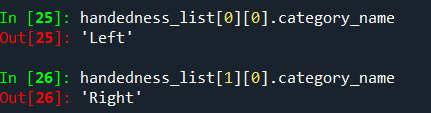 In [25]: handedness_list[0][0].category_name
Out[25]: 'Left'
In [26]: handedness_list[1][0].category_name
Out[26]: 'Right'